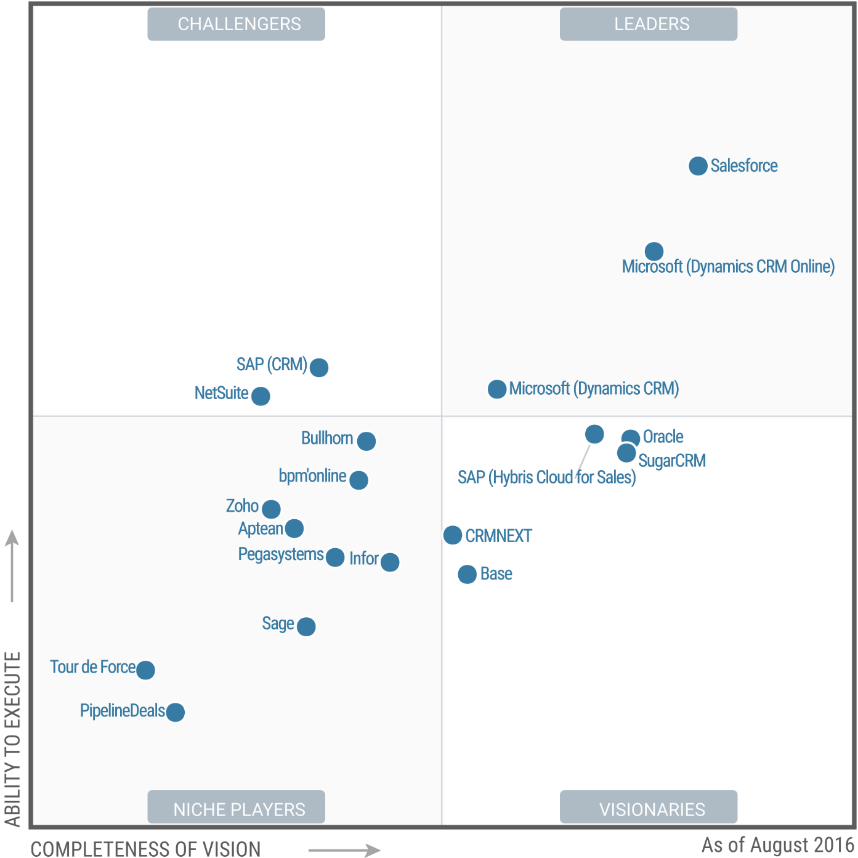 CHALLENGERS
LEADERS
Salesforce
Microsoft (Dynamics CRM Online)
SAP (CRM)
NetSuite
Microsoft (Dynamics CRM)
Bullhorn
Oracle
SugarCRM
bpm'online
SAP (Hybris Cloud for Sales)
Zoho
Aptean
CRMNEXT
Pegasystems
Infor
Base
Sage
Tour de Force
PipelineDeals
NICHE PLAYERS
VISIONARIES
ABILITY TO EXECUTE
COMPLETENESS OF VISION
As of August 2016